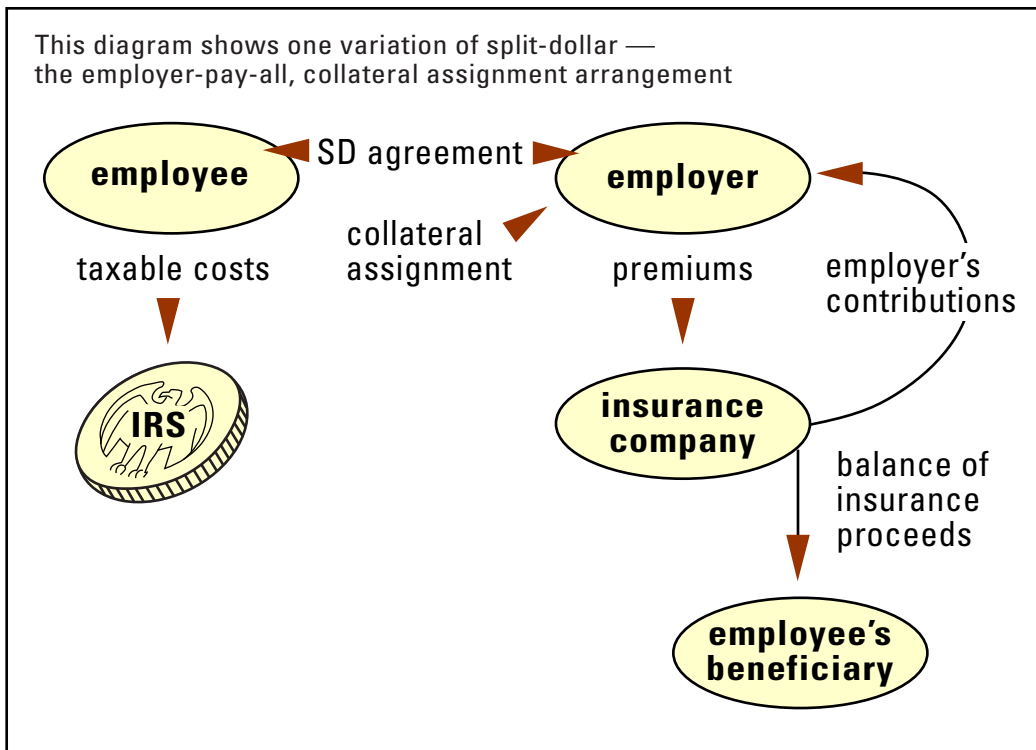 This diagram shows one variation of split-dollar —
the employer-pay-all, collateral assignment arrangement
employee
SD agreement
employer
collateral
assignment
taxable costs
premiums
employer’s
contributions
IRS
insurance
company
balance of
insurance
proceeds
employee’s
beneficiary